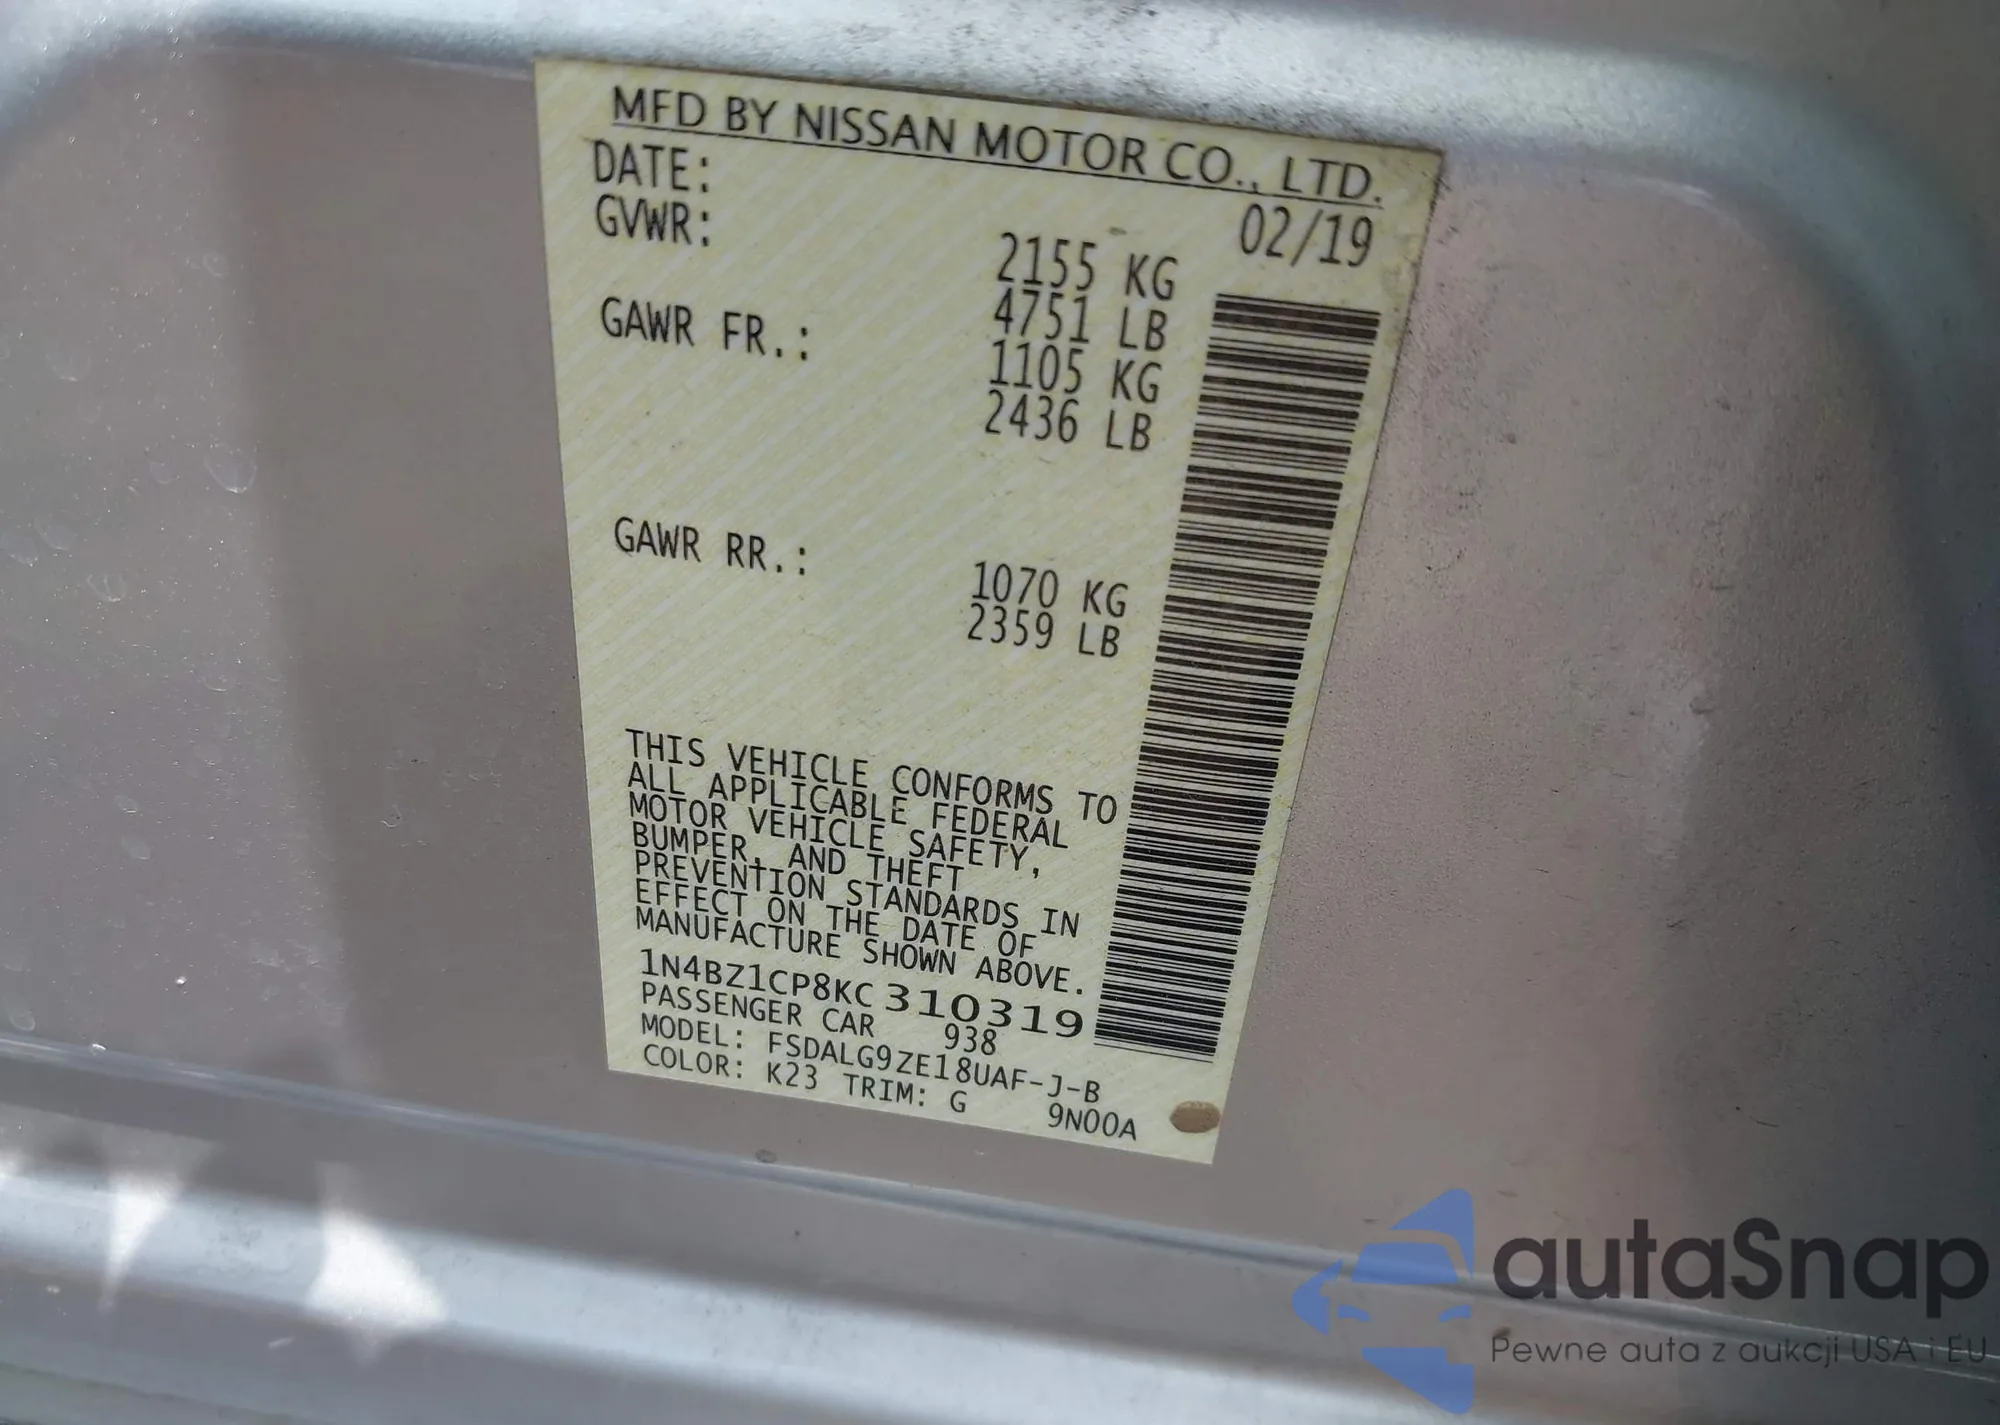 MFD BY NISSAN MOTOR CO., LTD.
DATE: 02/19
GVWR: 2155 KG
4751 LB
GAWR FR.: 1105 KG
2436 LB
GAWR RR.: 1070 KG
2359 LB
THIS VEHICLE CONFORMS TO
ALL APPLICABLE FEDERAL
MOTOR VEHICLE SAFETY,
BUMPER, AND THEFT
PREVENTION STANDARDS IN
EFFECT ON THE DATE OF
MANUFACTURE SHOWN ABOVE.
1N4BZ1CP8KC310319
PASSENGER CAR 938
MODEL: FSDALG9ZE18UAF-J-B
COLOR: K23 TRIM: G 9N00A
autaSnap
Pewne auta z aukcji USA i EU